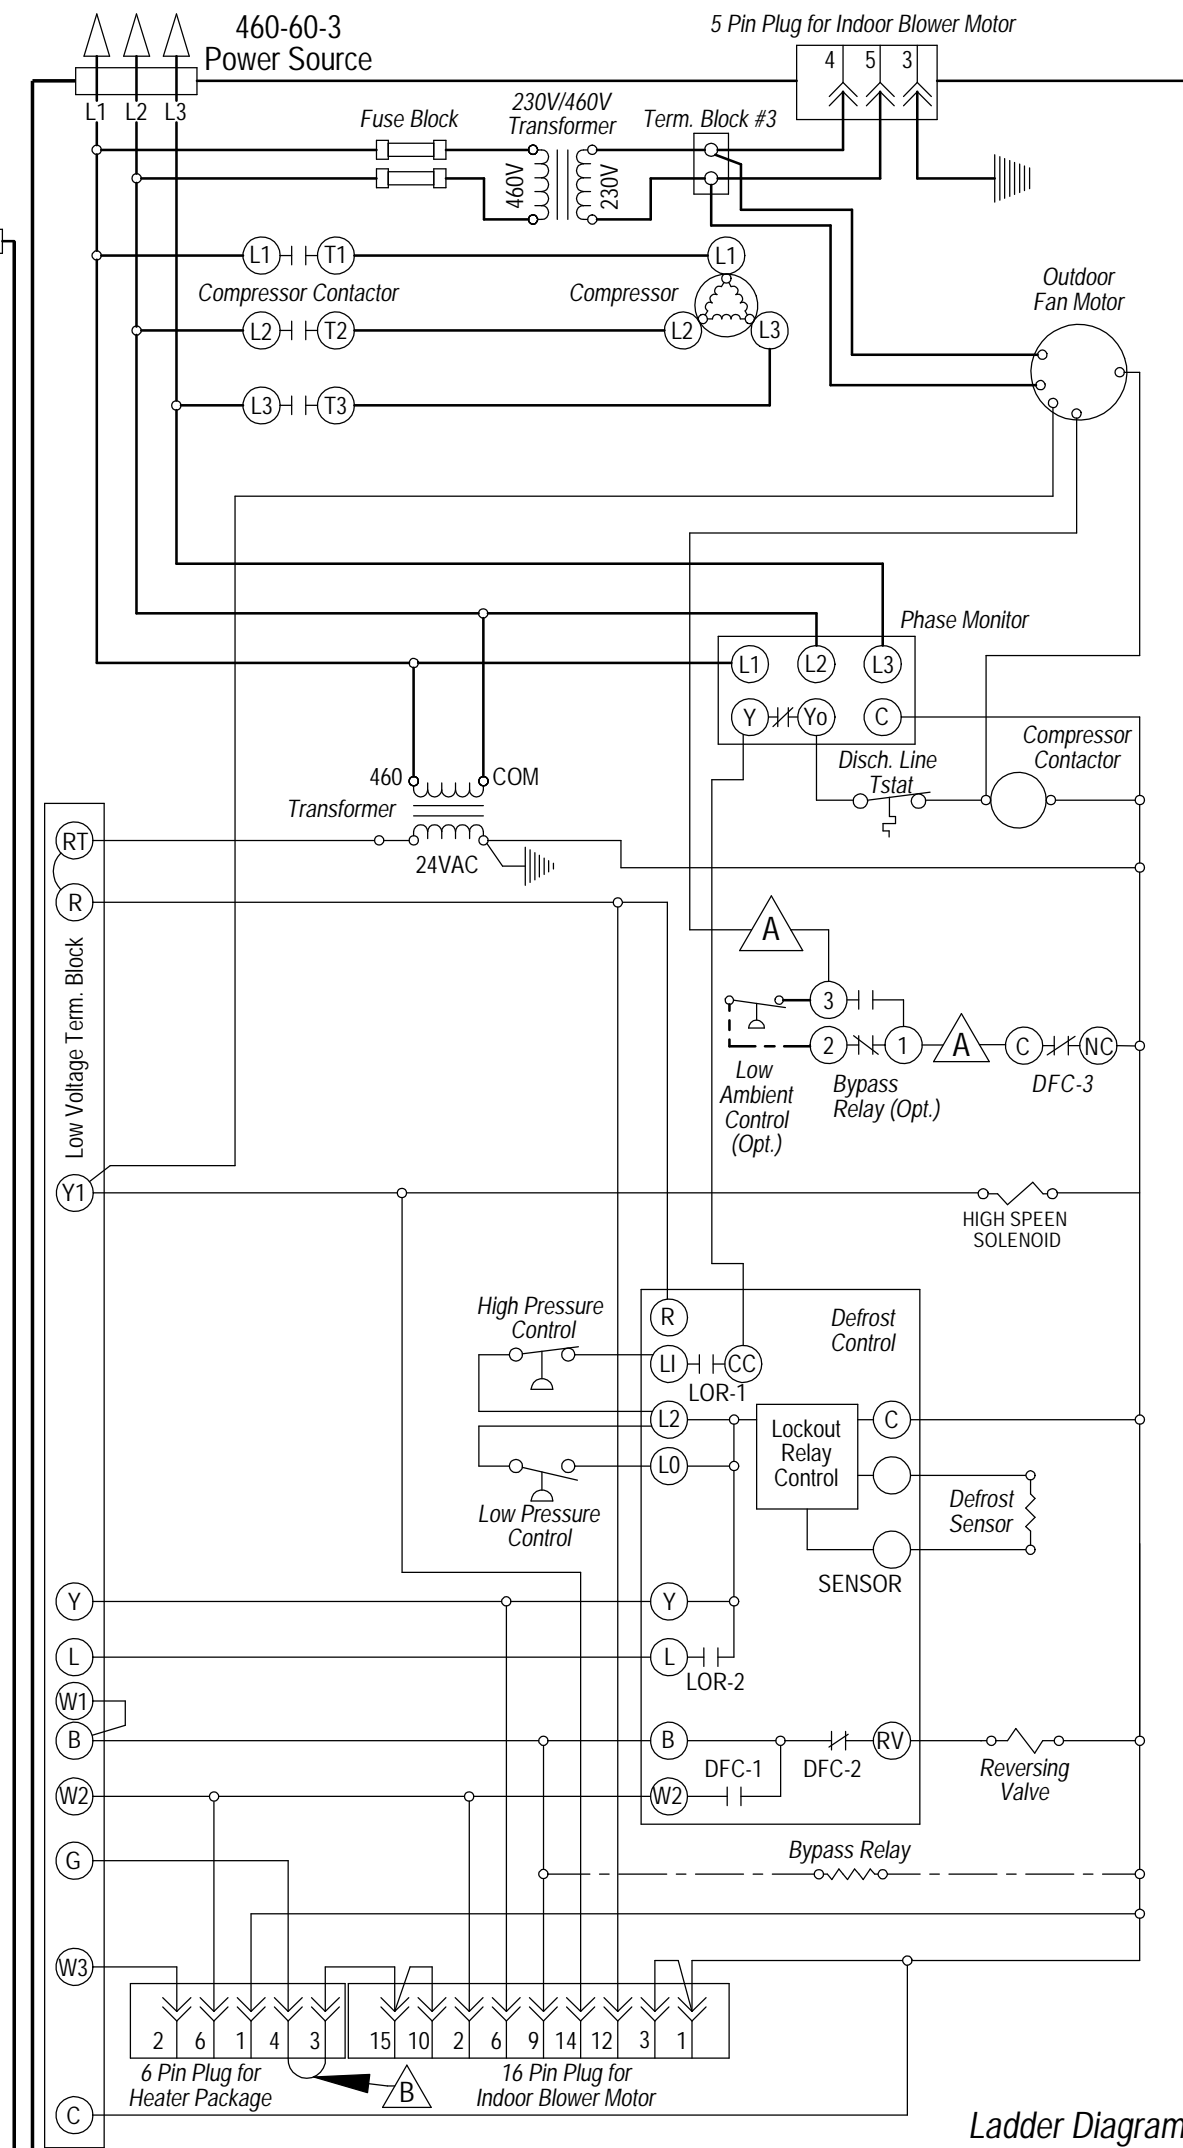 460-60-3
Power Source
5 Pin Plug for Indoor Blower Motor
4 5 3
L1 L2 L3
Fuse Block
230V/460V
Transformer
Term. Block #3
460V
230V
L1 T1
L1
Compressor Contactor
Compressor
L2 T2
L2 L3
L3 T3
Outdoor
Fan Motor
Phase Monitor
L1 L2 L3
Y Yo C
Disch. Line
Tstat
Compressor
Contactor
460 COM
Transformer
24VAC
RT
R
Low Voltage Term. Block
A
3
2 1 A C NC
Low
Ambient
Control
(Opt.)
Bypass
Relay (Opt.)
DFC-3
Y1
HIGH SPEEN
SOLENOID
High Pressure
Control
R
Defrost
Control
LI CC
LOR-1
L2
Lockout
Relay
Control
C
L0
Low Pressure
Control
Defrost
Sensor
SENSOR
Y Y
L L
LOR-2
W1
B B
DFC-1 DFC-2
RV
Reversing
Valve
W2 W2
G
Bypass Relay
W3
2 6 1 4 3
15 10 2 6 9 14 12 3 1
6 Pin Plug for
Heater Package
B
16 Pin Plug for
Indoor Blower Motor
C
Ladder Diagram